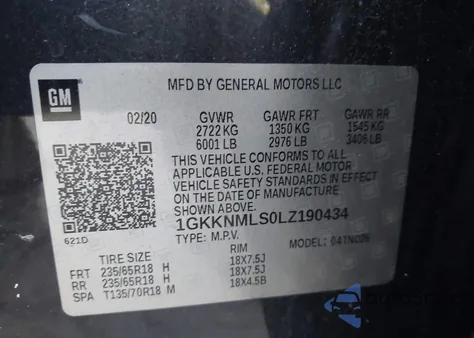 MFD BY GENERAL MOTORS LLC
GM
02/20 GVWR GAWR FRT GAWR RR
2722 KG 1350 KG 1545 KG
6001 LB 2976 LB 3406 LB
THIS VEHICLE CONFORMS TO ALL
APPLICABLE U.S. FEDERAL MOTOR
VEHICLE SAFETY STANDARDS IN EFFECT
ON THE DATE OF MANUFACTURE
SHOWN ABOVE.
1GKKNMLS0LZ190434
621D
TYPE: M.P.V. MODEL:
TIRE SIZE RIM
FRT 235/65R18 H 18X7.5J
RR 235/65R18 H 18X7.5J
SPA T135/70R18 M 18X4.5B